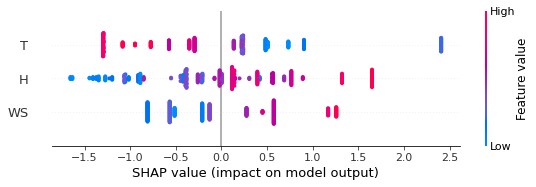 High
T
H
WS
Low
Feature value
−1.5 −1.0 −0.5 0.0 0.5 1.0 1.5 2.0 2.5
SHAP value (impact on model output)